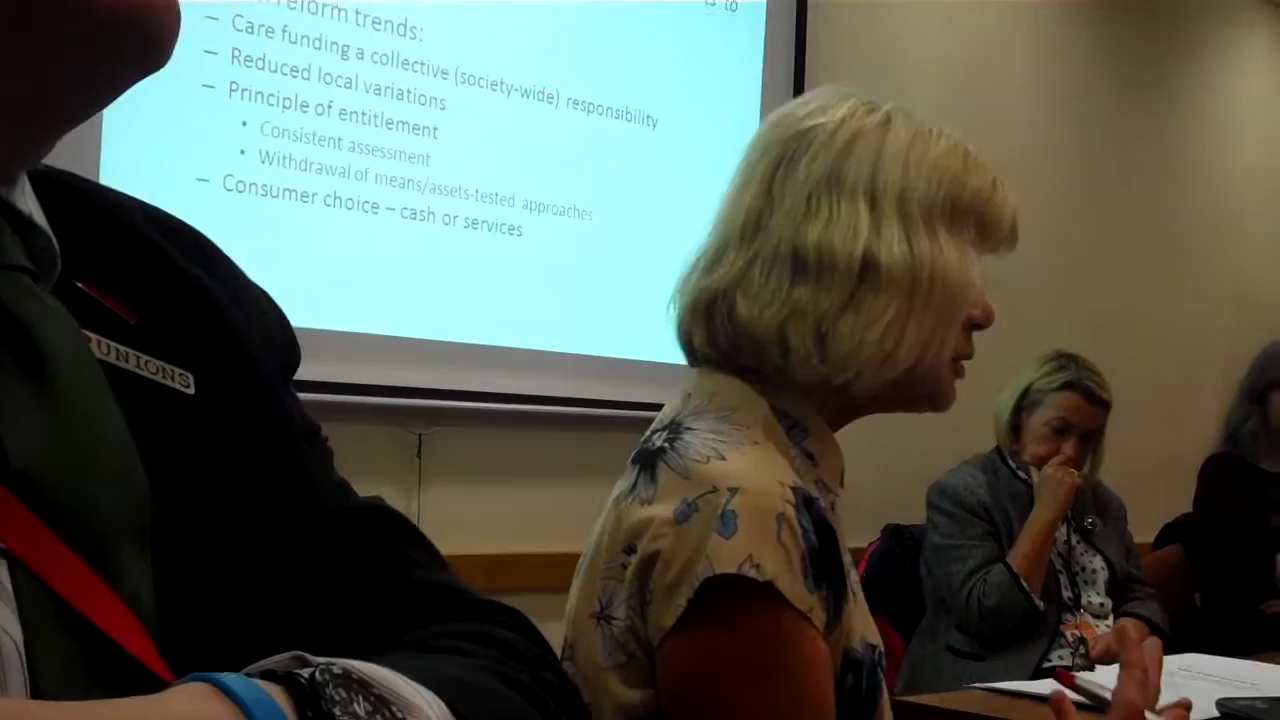 reform trends:
– Care funding a collective (society-wide) responsibility
– Reduced local variations
– Principle of entitlement
• Consistent assessment
• Withdrawal of means/assets-tested approaches
– Consumer choice – cash or services
UNIONS